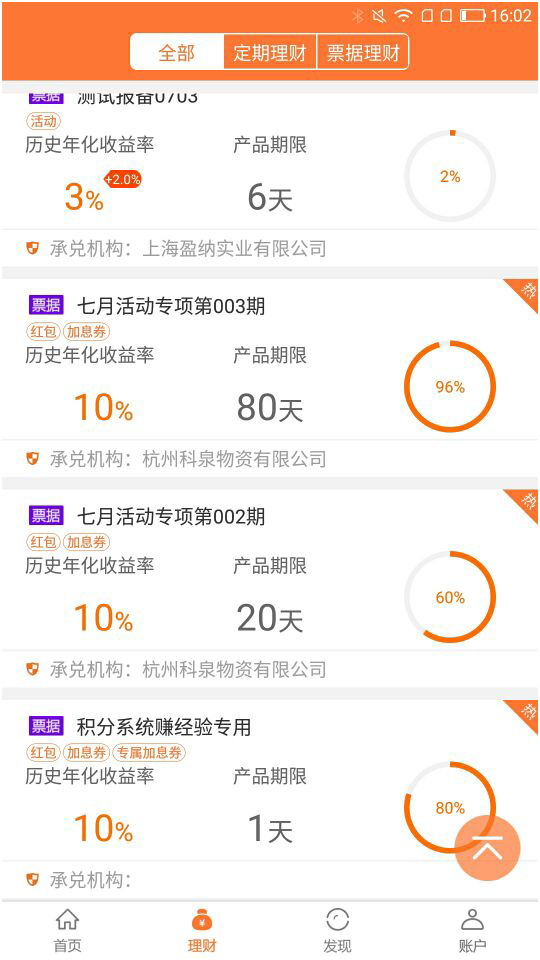 16:02
全部 定期理财 票据理财
票据 测试报备0703
活动
历史年化收益率 产品期限
3% +2.0% 6天 2%
承兑机构：上海盈纳实业有限公司
热
票据 七月活动专项第003期
红包 加息券
历史年化收益率 产品期限
10% 80天 96%
承兑机构：杭州科泉物资有限公司
热
票据 七月活动专项第002期
红包 加息券
历史年化收益率 产品期限
10% 20天 60%
承兑机构：杭州科泉物资有限公司
热
票据 积分系统赚经验专用
红包 加息券 专属加息券
历史年化收益率 产品期限
10% 1天 80%
承兑机构：
¥
首页 理财 发现 账户